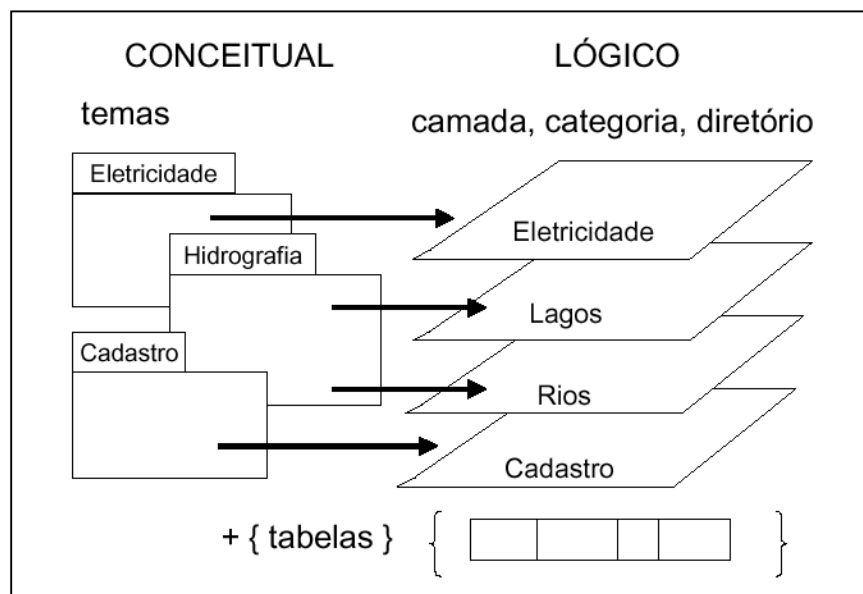 CONCEITUAL
LÓGICO
temas
camada, categoria, diretório
Eletricidade
Hidrografia
Cadastro
Eletricidade
Lagos
Rios
Cadastro
+ { tabelas }